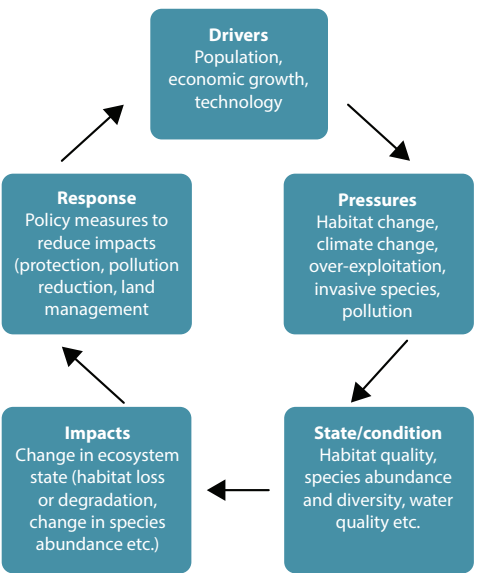 Drivers
Population,
economic growth,
technology
Pressures
Habitat change,
climate change,
over-exploitation,
invasive species,
pollution
State/condition
Habitat quality,
species abundance
and diversity, water
quality etc.
Impacts
Change in ecosystem
state (habitat loss
or degradation,
change in species
abundance etc.)
Response
Policy measures to
reduce impacts
(protection, pollution
reduction, land
management